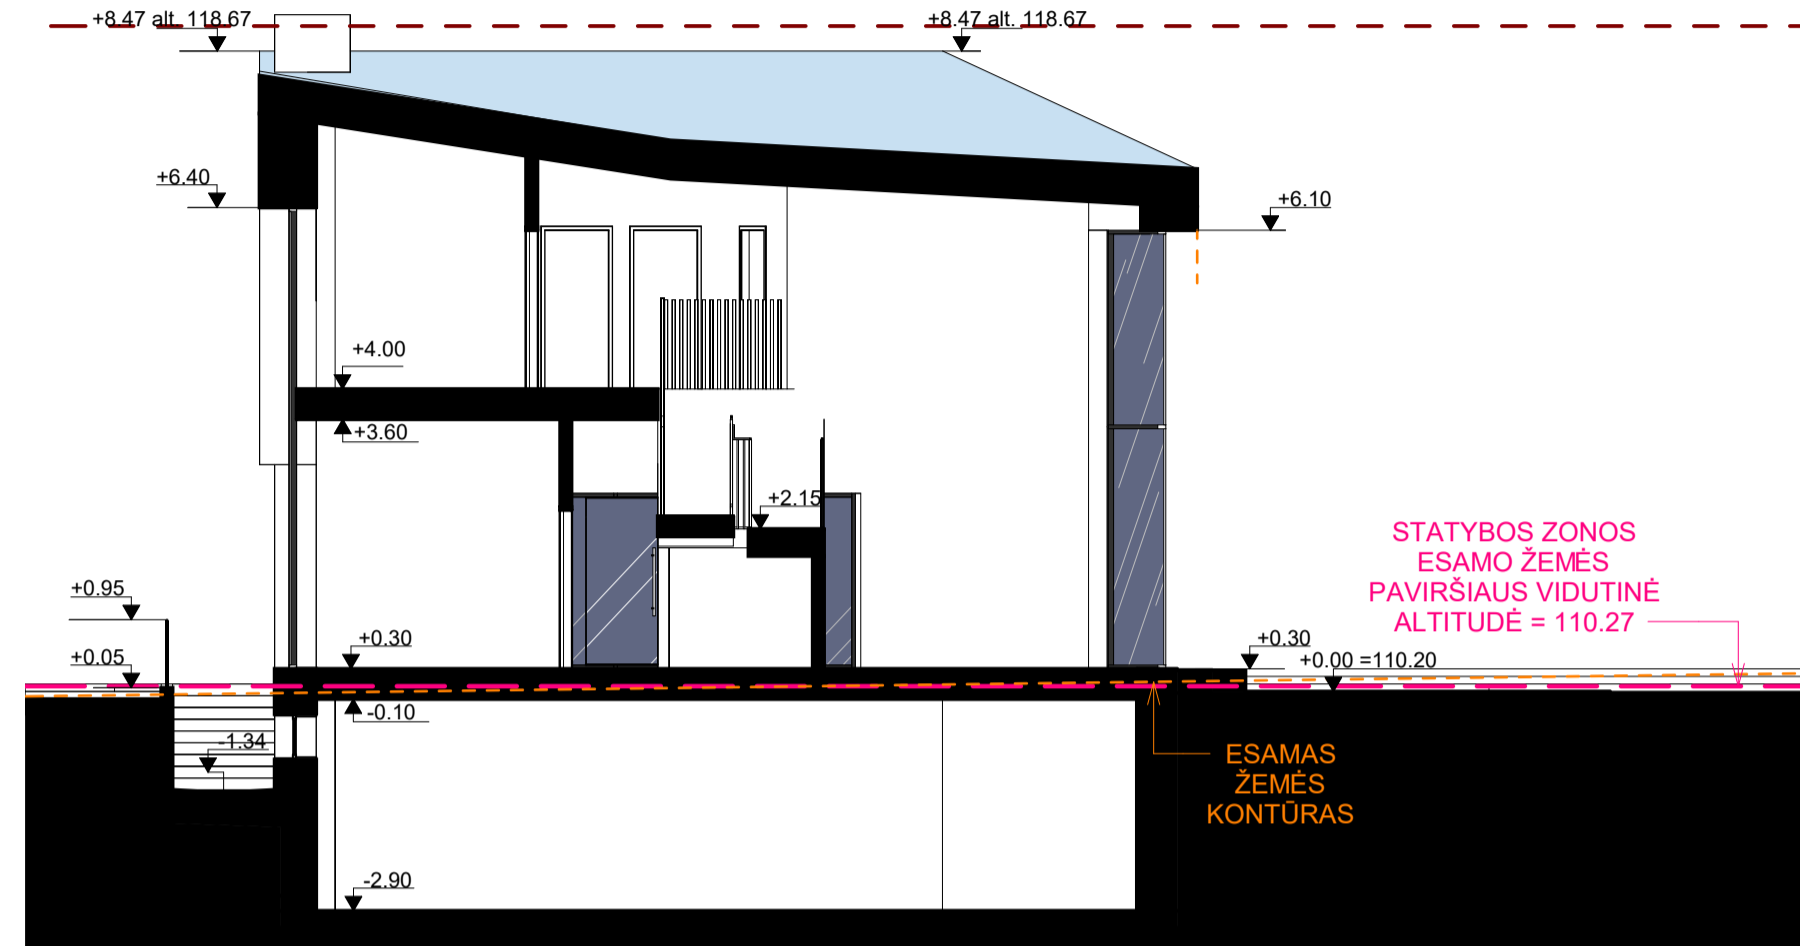 +8.47 alt. 118.67
+8.47 alt. 118.67
+6.40
+6.10
+4.00
+3.60
+2.15
STATYBOS ZONOS
ESAMO ŽEMĖS
PAVIRŠIAUS VIDUTINĖ
ALTITUDĖ = 110.27
+0.95
+0.05
+0.30
+0.30
+0.00 =110.20
-0.10
-1.34
ESAMAS
ŽEMĖS
KONTŪRAS
-2.90